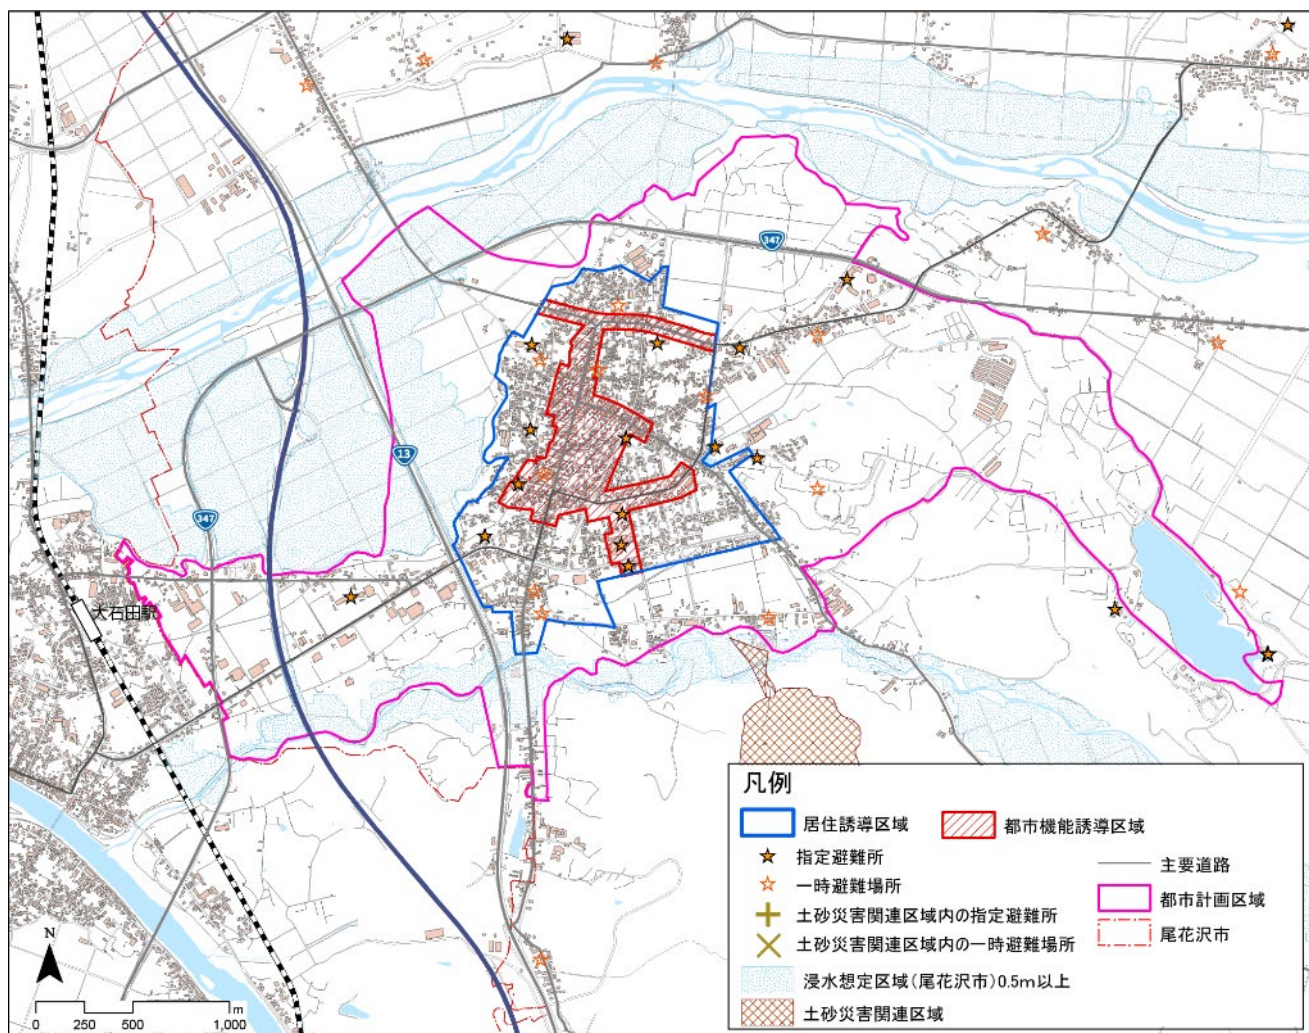 347
13
347
大石田駅
凡例
居住誘導区域
都市機能誘導区域
指定避難所
一時避難場所
土砂災害関連区域内の指定避難所
土砂災害関連区域内の一時避難場所
浸水想定区域(尾花沢市)0.5m以上
土砂災害関連区域
主要道路
都市計画区域
尾花沢市
N
0 250 500 1,000 m